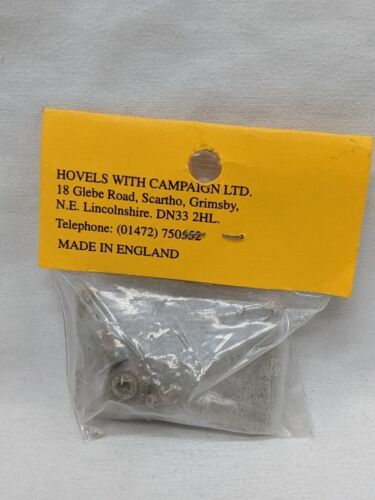 HOVELS WITH CAMPAIGN LTD.
18 Glebe Road, Scartho, Grimsby,
N.E. Lincolnshire. DN33 2HL.
Telephone: (01472) 750552
MADE IN ENGLAND